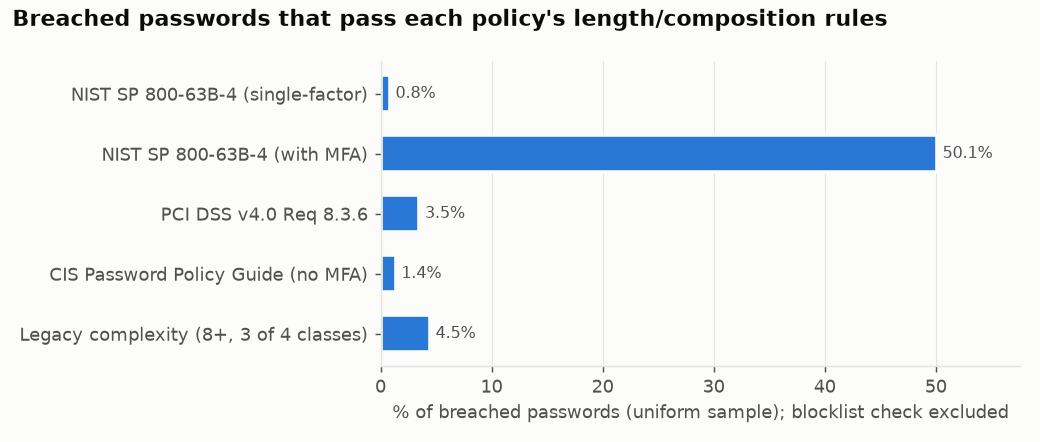 Breached passwords that pass each policy's length/composition rules
NIST SP 800-63B-4 (single-factor) 0.8%
NIST SP 800-63B-4 (with MFA) 50.1%
PCI DSS v4.0 Req 8.3.6 3.5%
CIS Password Policy Guide (no MFA) 1.4%
Legacy complexity (8+, 3 of 4 classes) 4.5%
0 10 20 30 40 50
% of breached passwords (uniform sample); blocklist check excluded